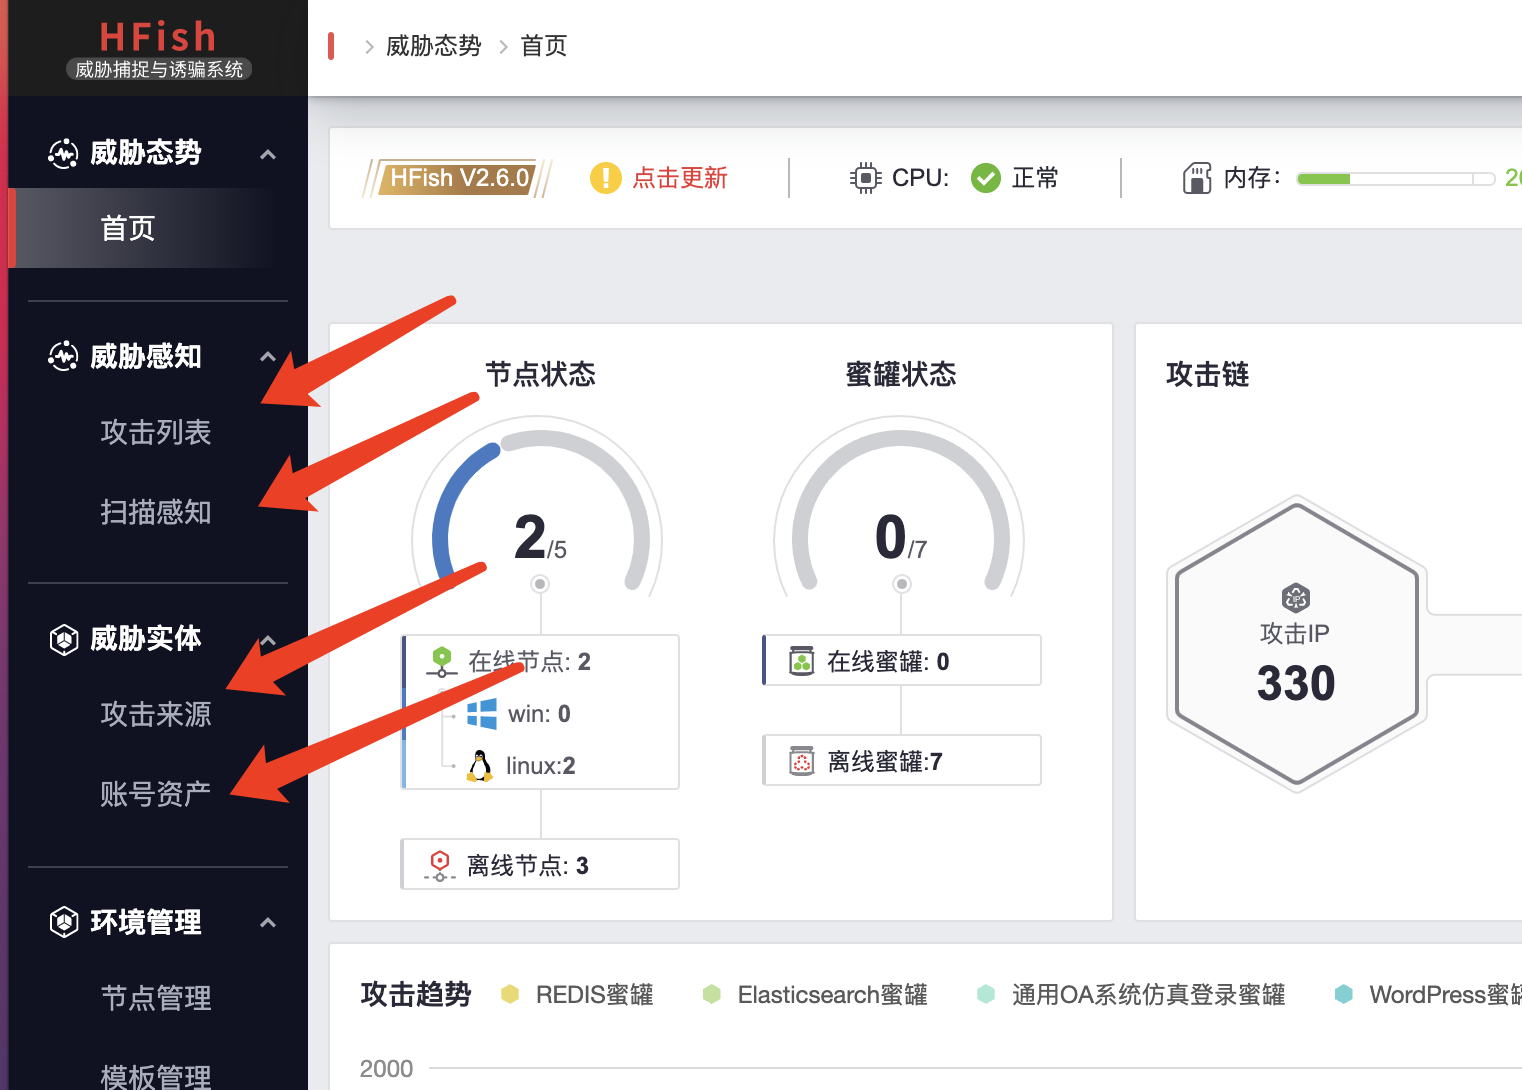 HFish
威胁捕捉与诱骗系统
威胁态势
首页
威胁感知
攻击列表
扫描感知
威胁实体
攻击来源
账号资产
环境管理
节点管理
模板管理
> 威胁态势 > 首页
HFish V2.6.0
点击更新
CPU: 正常
内存:
节点状态
2/5
在线节点: 2
win: 0
linux:2
离线节点: 3
蜜罐状态
0/7
在线蜜罐: 0
离线蜜罐:7
攻击链
IP
攻击IP
330
攻击趋势
REDIS蜜罐
Elasticsearch蜜罐
通用OA系统仿真登录蜜罐
WordPress蜜
2000